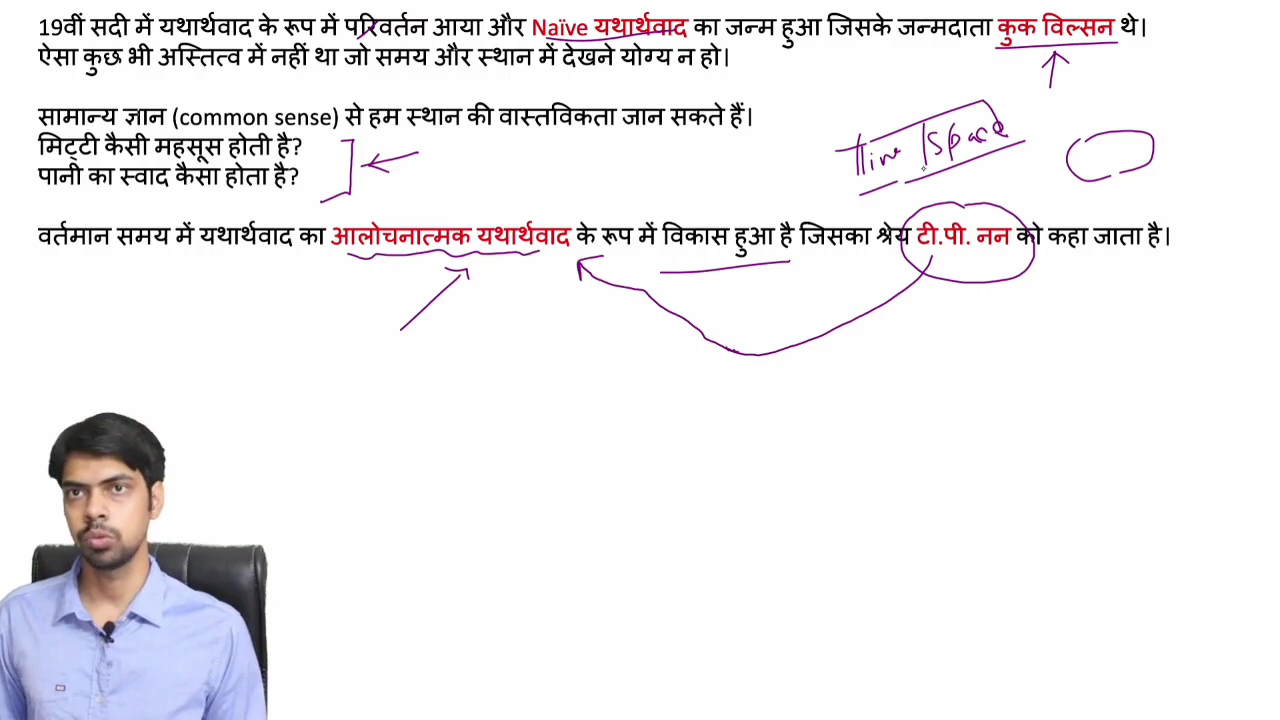 19वीं सदी में यथार्थवाद के रूप में परिवर्तन आया और Naïve यथार्थवाद का जन्म हुआ जिसके जन्मदाता कुक विल्सन थे।
ऐसा कुछ भी अस्तित्व में नहीं था जो समय और स्थान में देखने योग्य न हो।
सामान्य ज्ञान (common sense) से हम स्थान की वास्तविकता जान सकते हैं।
मिट्टी कैसी महसूस होती है?
Time / Space
पानी का स्वाद कैसा होता है?
वर्तमान समय में यथार्थवाद का आलोचनात्मक यथार्थवाद के रूप में विकास हुआ है जिसका श्रेय टी.पी. नन को कहा जाता है।